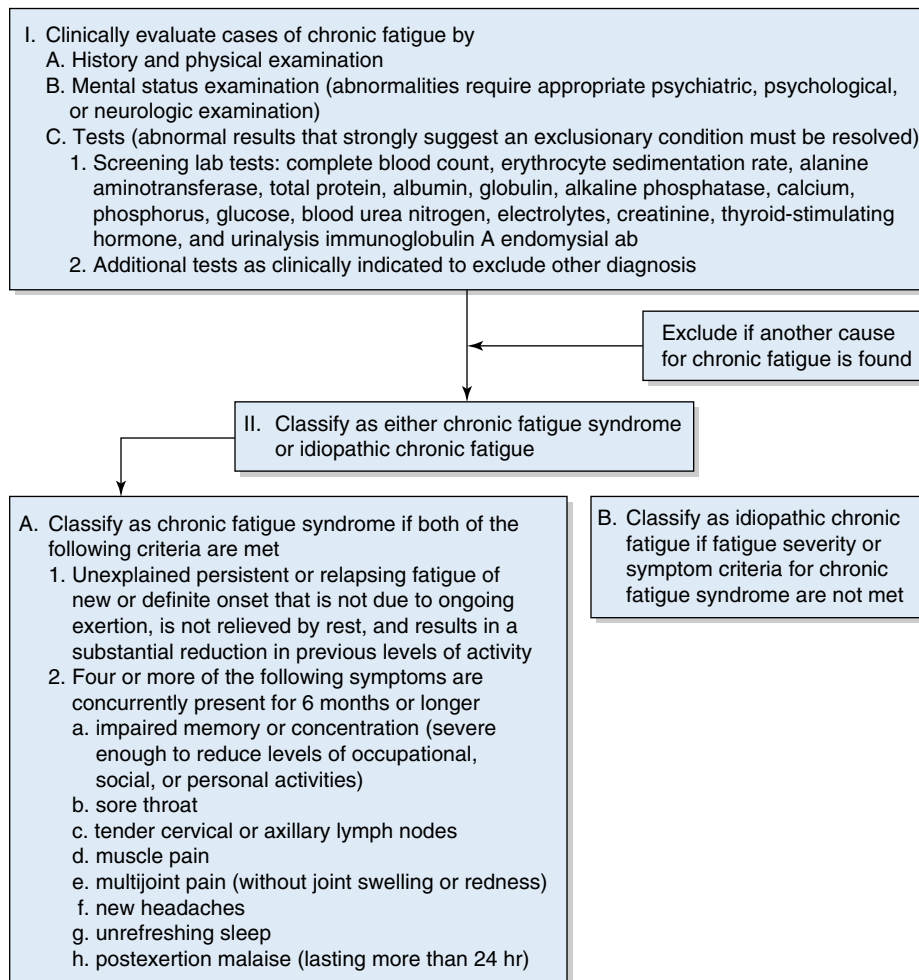 I. Clinically evaluate cases of chronic fatigue by
A. History and physical examination
B. Mental status examination (abnormalities require appropriate psychiatric, psychological,
or neurologic examination)
C. Tests (abnormal results that strongly suggest an exclusionary condition must be resolved)
1. Screening lab tests: complete blood count, erythrocyte sedimentation rate, alanine
aminotransferase, total protein, albumin, globulin, alkaline phosphatase, calcium,
phosphorus, glucose, blood urea nitrogen, electrolytes, creatinine, thyroid-stimulating
hormone, and urinalysis immunoglobulin A endomysial ab
2. Additional tests as clinically indicated to exclude other diagnosis
Exclude if another cause
for chronic fatigue is found
II. Classify as either chronic fatigue syndrome
or idiopathic chronic fatigue
A. Classify as chronic fatigue syndrome if both of the
following criteria are met
1. Unexplained persistent or relapsing fatigue of
new or definite onset that is not due to ongoing
exertion, is not relieved by rest, and results in a
substantial reduction in previous levels of activity
2. Four or more of the following symptoms are
concurrently present for 6 months or longer
a. impaired memory or concentration (severe
enough to reduce levels of occupational,
social, or personal activities)
b. sore throat
c. tender cervical or axillary lymph nodes
d. muscle pain
e. multijoint pain (without joint swelling or redness)
f. new headaches
g. unrefreshing sleep
h. postexertion malaise (lasting more than 24 hr)
B. Classify as idiopathic chronic
fatigue if fatigue severity or
symptom criteria for chronic
fatigue syndrome are not met